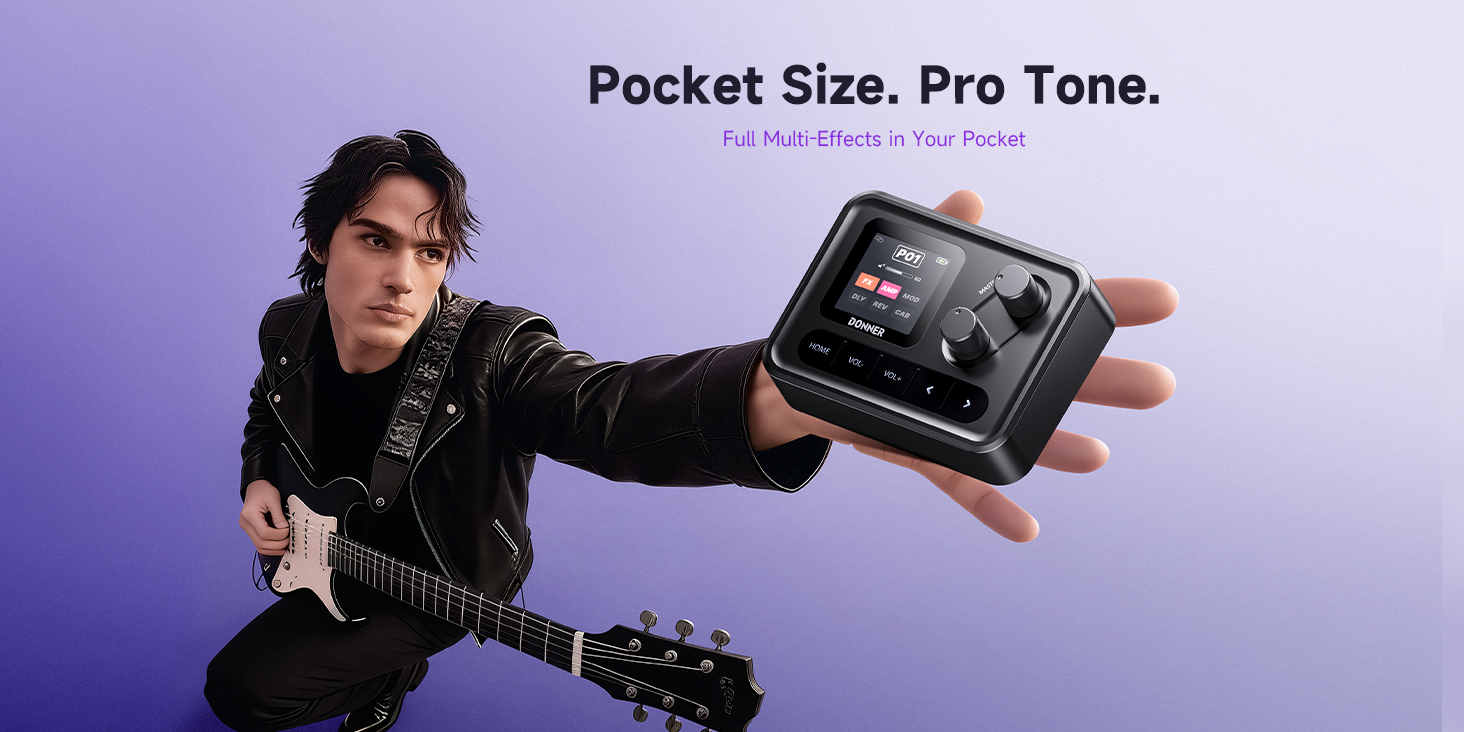 Pocket Size. Pro Tone.
Full Multi-Effects in Your Pocket
P01
60
FX AMP MOD
DLY REV CAB
DONNER
HOME VOL- VOL+ < >